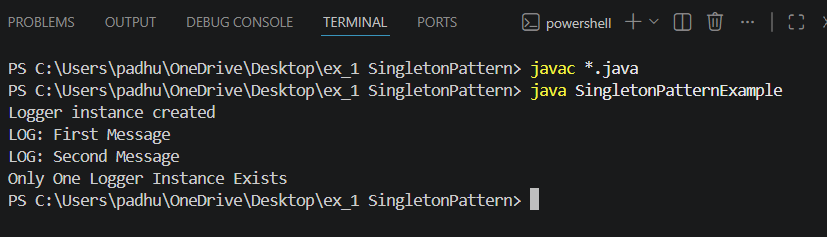 PROBLEMS OUTPUT DEBUG CONSOLE TERMINAL PORTS powershell
PS C:\Users\padhu\OneDrive\Desktop\ex_1 SingletonPattern> javac *.java
PS C:\Users\padhu\OneDrive\Desktop\ex_1 SingletonPattern> java SingletonPatternExample
Logger instance created
LOG: First Message
LOG: Second Message
Only One Logger Instance Exists
PS C:\Users\padhu\OneDrive\Desktop\ex_1 SingletonPattern>